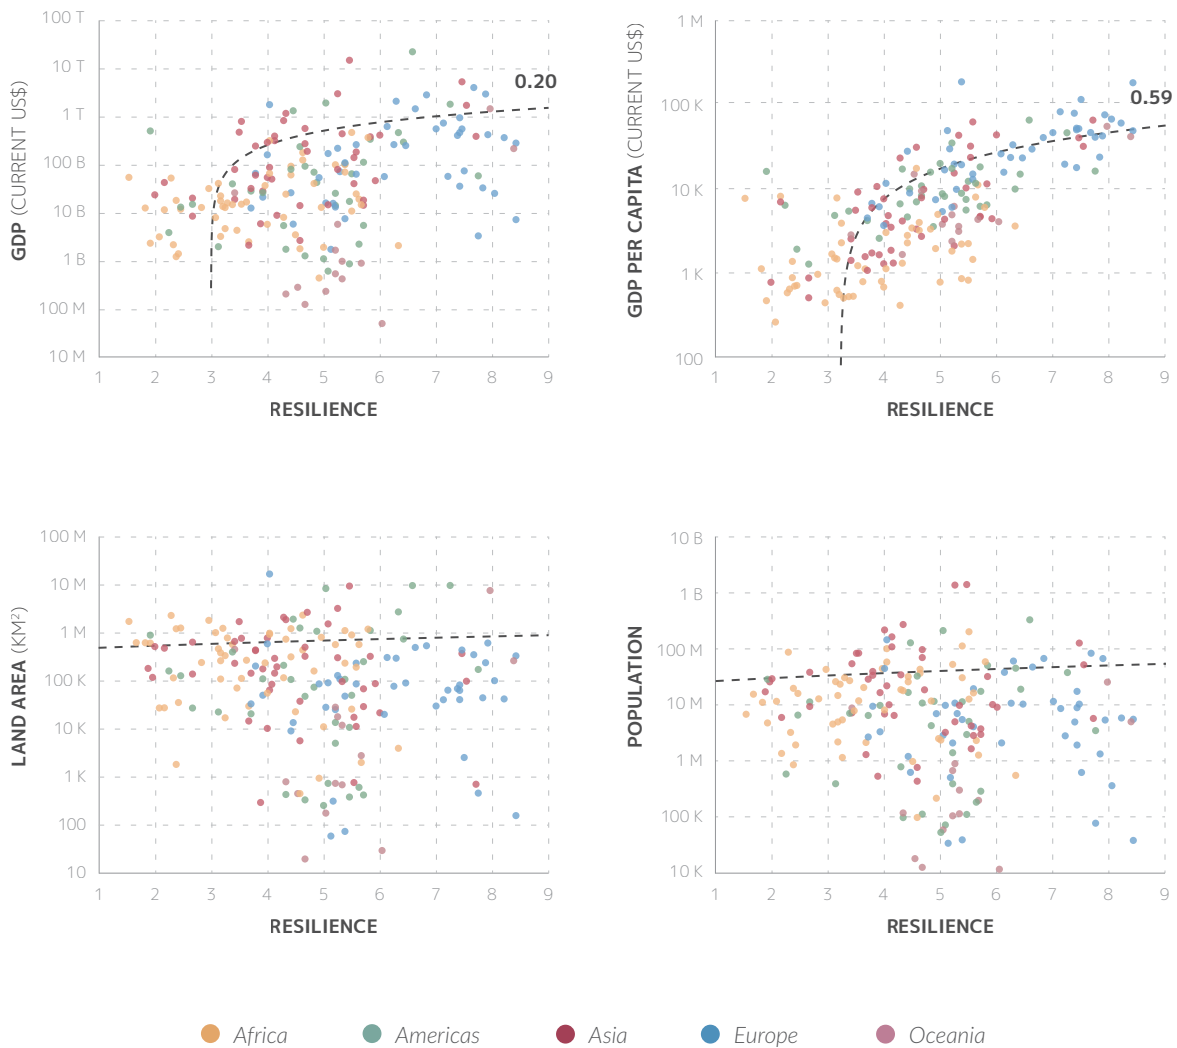 100 T
10 T
1 T
100 B
10 B
1 B
100 M
10 M
GDP (CURRENT US$)
0.20
1 2 3 4 5 6 7 8 9
RESILIENCE
1 M
100 K
10 K
1 K
100
GDP PER CAPITA (CURRENT US$)
0.59
1 2 3 4 5 6 7 8 9
RESILIENCE
100 M
10 M
1 M
100 K
10 K
1 K
100
10
LAND AREA (KM²)
1 2 3 4 5 6 7 8 9
RESILIENCE
10 B
1 B
100 M
10 M
1 M
100 K
10 K
POPULATION
1 2 3 4 5 6 7 8 9
RESILIENCE
Africa Americas Asia Europe Oceania